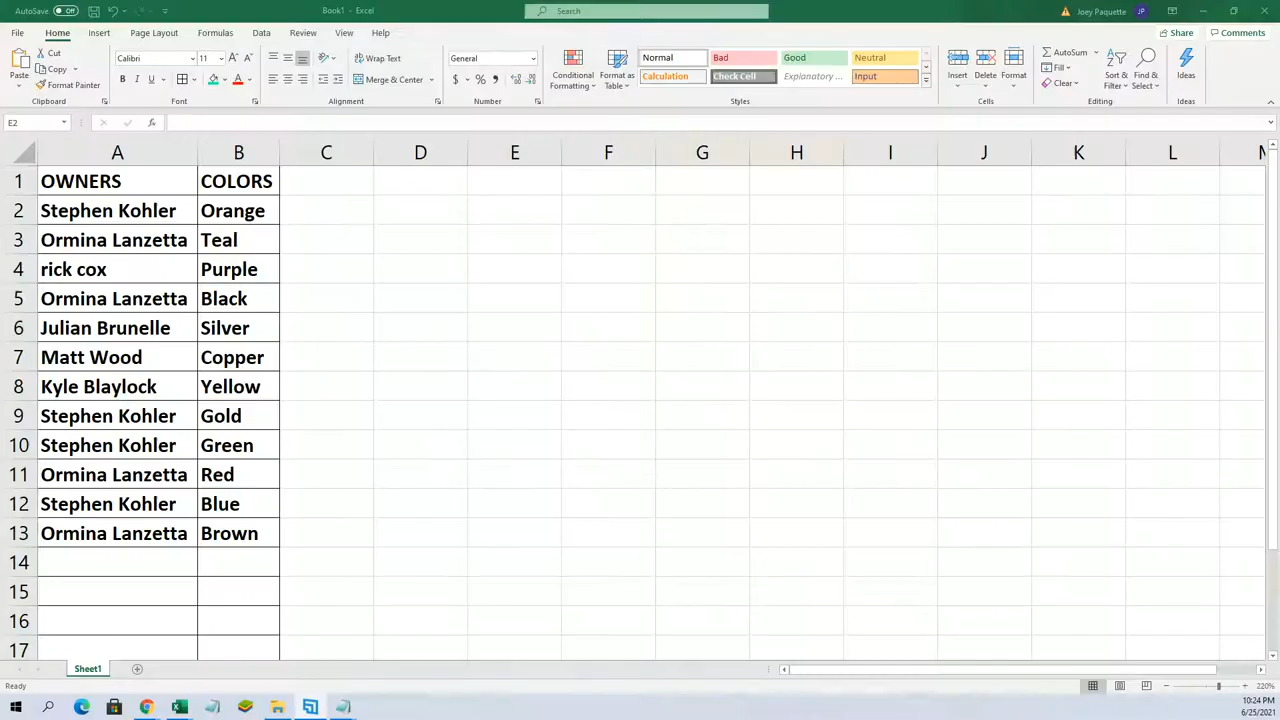 AutoSave Off Book1 - Excel Search Joey Paquette JP
File Home Insert Page Layout Formulas Data Review View Help Share Comments
Paste Cut Copy Format Painter Clipboard
Calibri 11 A A B I U A Font
Wrap Text Merge & Center Alignment
General $ % , Number
Conditional Formatting Format as Table
Normal Bad Good Neutral
Calculation Check Cell Explanatory ... Input
Styles
Insert Delete Format Cells
AutoSum Fill Clear Sort & Filter Find & Select Editing
Ideas Ideas
E2 fx
A B C D E F G H I J K L M
1 OWNERS COLORS
2 Stephen Kohler Orange
3 Ormina Lanzetta Teal
4 rick cox Purple
5 Ormina Lanzetta Black
6 Julian Brunelle Silver
7 Matt Wood Copper
8 Kyle Blaylock Yellow
9 Stephen Kohler Gold
10 Stephen Kohler Green
11 Ormina Lanzetta Red
12 Stephen Kohler Blue
13 Ormina Lanzetta Brown
14
15
16
17
Sheet1
Ready 220%
10:24 PM
6/25/2021